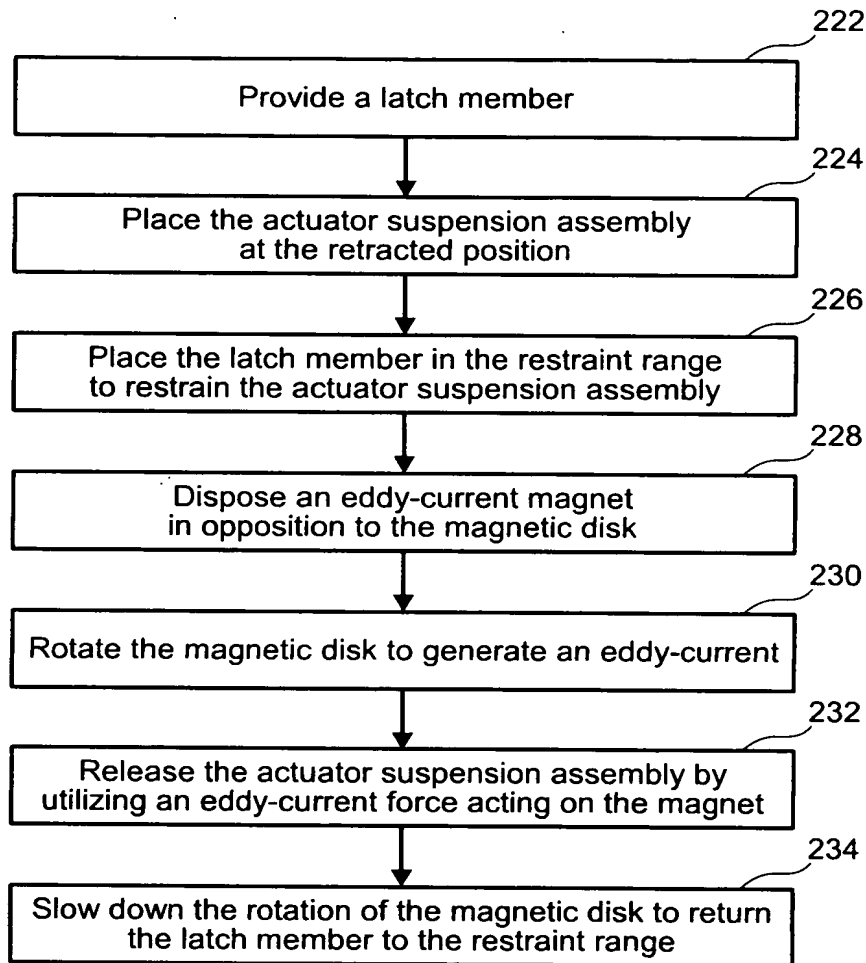 222
Provide a latch member
224
Place the actuator suspension assembly
at the retracted position
226
Place the latch member in the restraint range
to restrain the actuator suspension assembly
228
Dispose an eddy-current magnet
in opposition to the magnetic disk
230
Rotate the magnetic disk to generate an eddy-current
232
Release the actuator suspension assembly by
utilizing an eddy-current force acting on the magnet
234
Slow down the rotation of the magnetic disk to return
the latch member to the restraint range